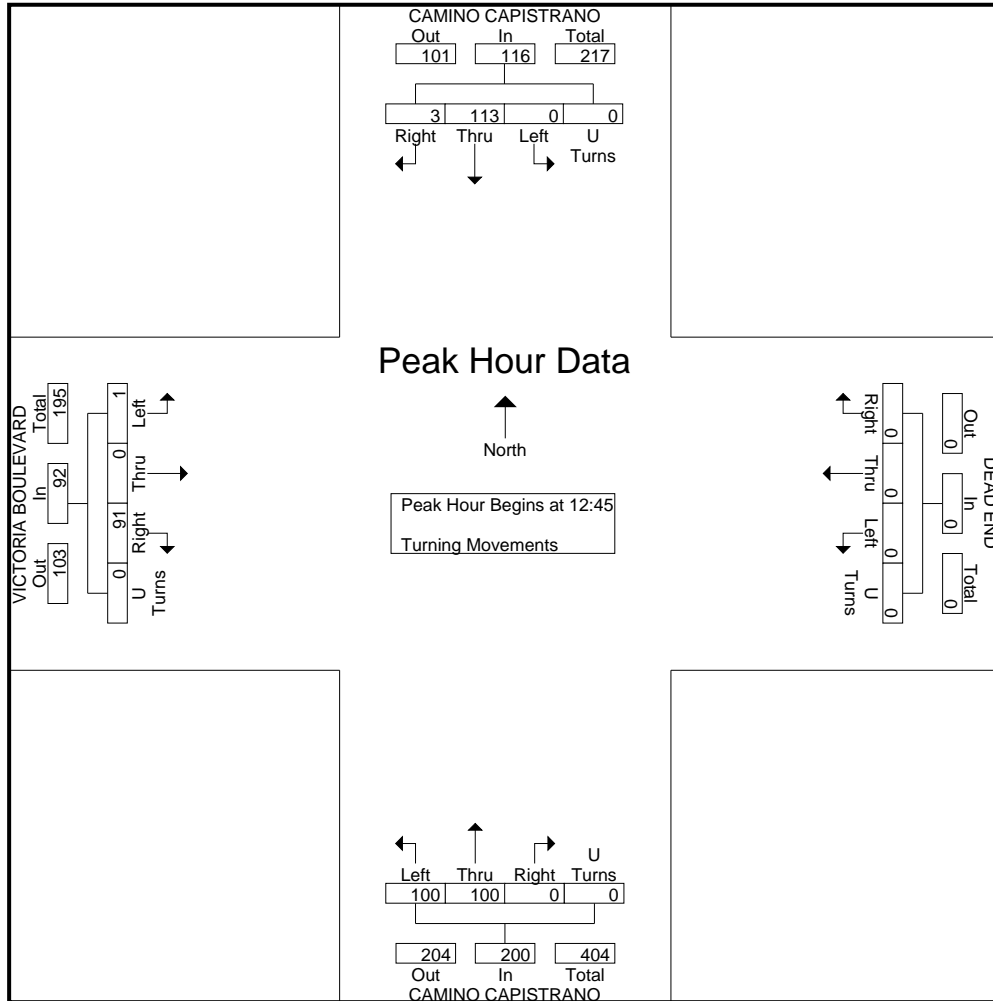 CAMINO CAPISTRANO
Out In Total
101 116 217
3 113 0 0
Right Thru Left U
Turns
Peak Hour Data
North
Peak Hour Begins at 12:45
Turning Movements
VICTORIA BOULEVARD
Out In Total
103 92 195
1 0 91 0
Left Thru Right U
Turns
DEAD END
Out In Total
0 0 0
0 0 0 0
Right Thru Left U
Turns
U
Left Thru Right Turns
100 100 0 0
204 200 404
Out In Total
CAMINO CAPISTRANO